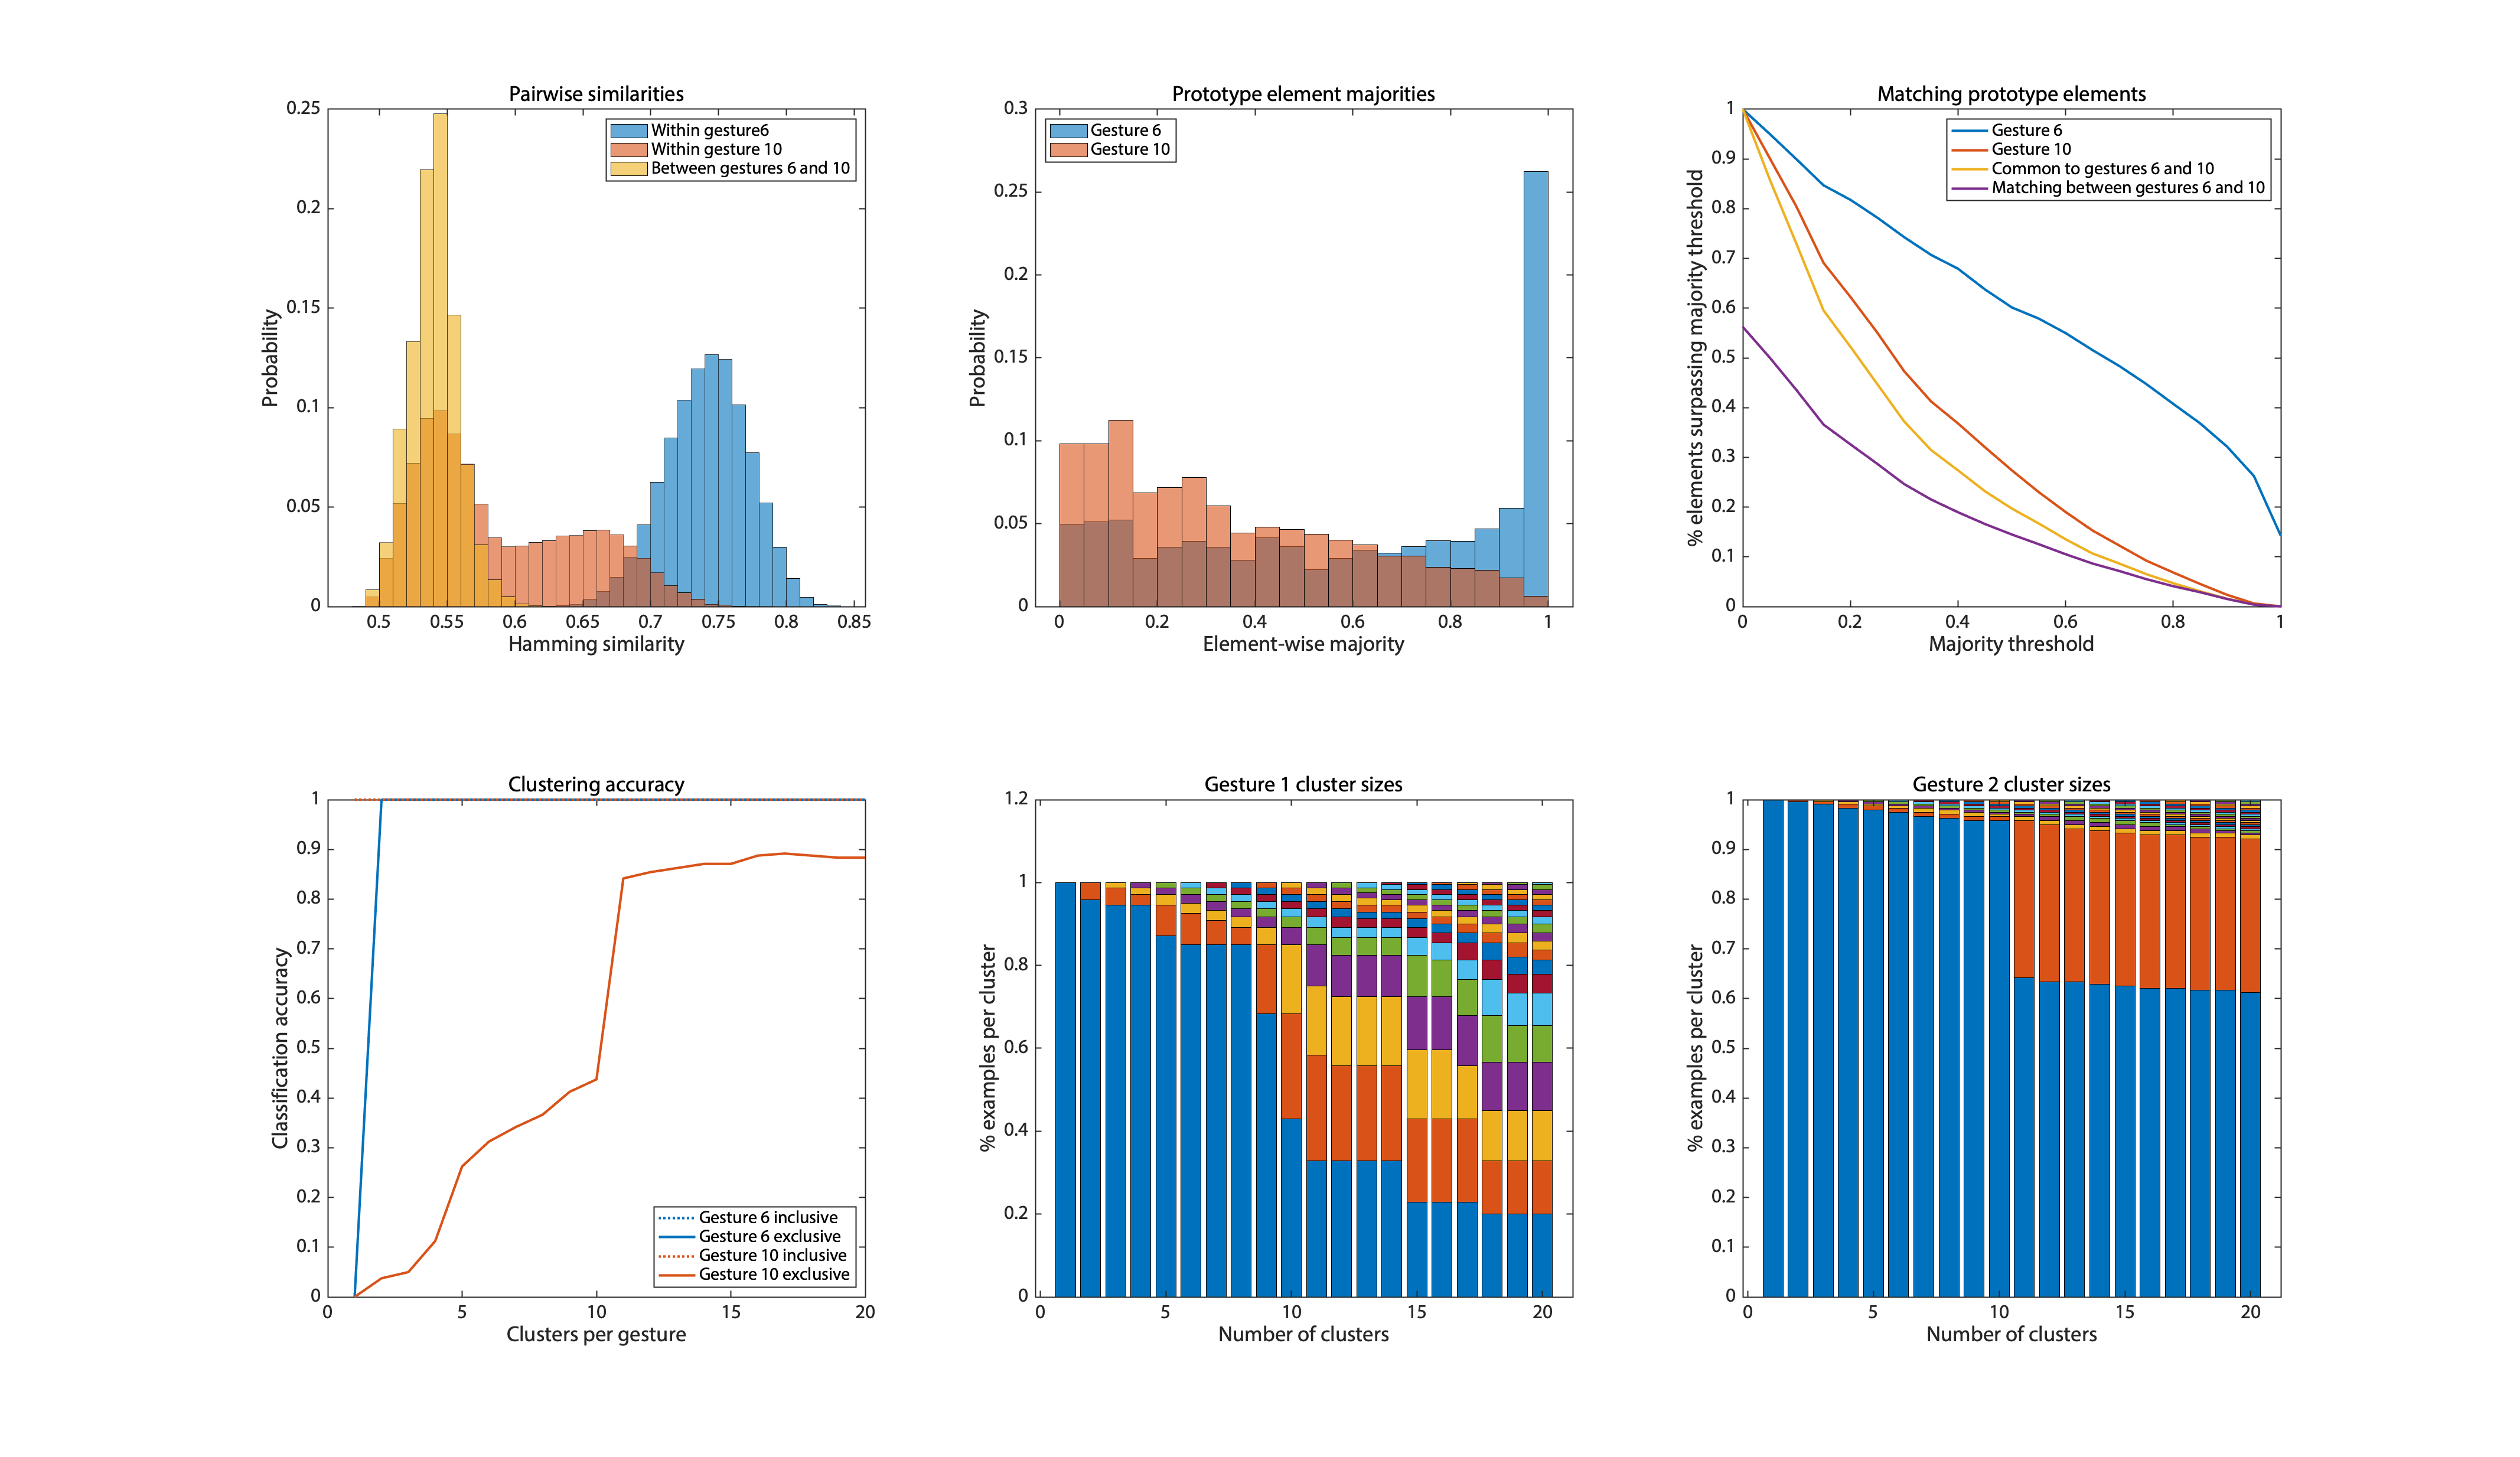 Pairwise similarities
0.25
0.2
0.15
0.1
0.05
0
Probability
Within gesture6
Within gesture 10
Between gestures 6 and 10
0.5 0.55 0.6 0.65 0.7 0.75 0.8 0.85
Hamming similarity
Prototype element majorities
0.3
0.25
0.2
0.15
0.1
0.05
0
Probability
Gesture 6
Gesture 10
0 0.2 0.4 0.6 0.8 1
Element-wise majority
Matching prototype elements
1
0.9
0.8
0.7
0.6
0.5
0.4
0.3
0.2
0.1
0
% elements surpassing majority threshold
Gesture 6
Gesture 10
Common to gestures 6 and 10
Matching between gestures 6 and 10
0 0.2 0.4 0.6 0.8 1
Majority threshold
Clustering accuracy
1
0.9
0.8
0.7
0.6
0.5
0.4
0.3
0.2
0.1
0
Classification accuracy
Gesture 6 inclusive
Gesture 6 exclusive
Gesture 10 inclusive
Gesture 10 exclusive
0 5 10 15 20
Clusters per gesture
Gesture 1 cluster sizes
1.2
1
0.8
0.6
0.4
0.2
0
% examples per cluster
0 5 10 15 20
Number of clusters
Gesture 2 cluster sizes
1
0.9
0.8
0.7
0.6
0.5
0.4
0.3
0.2
0.1
0
% examples per cluster
0 5 10 15 20
Number of clusters